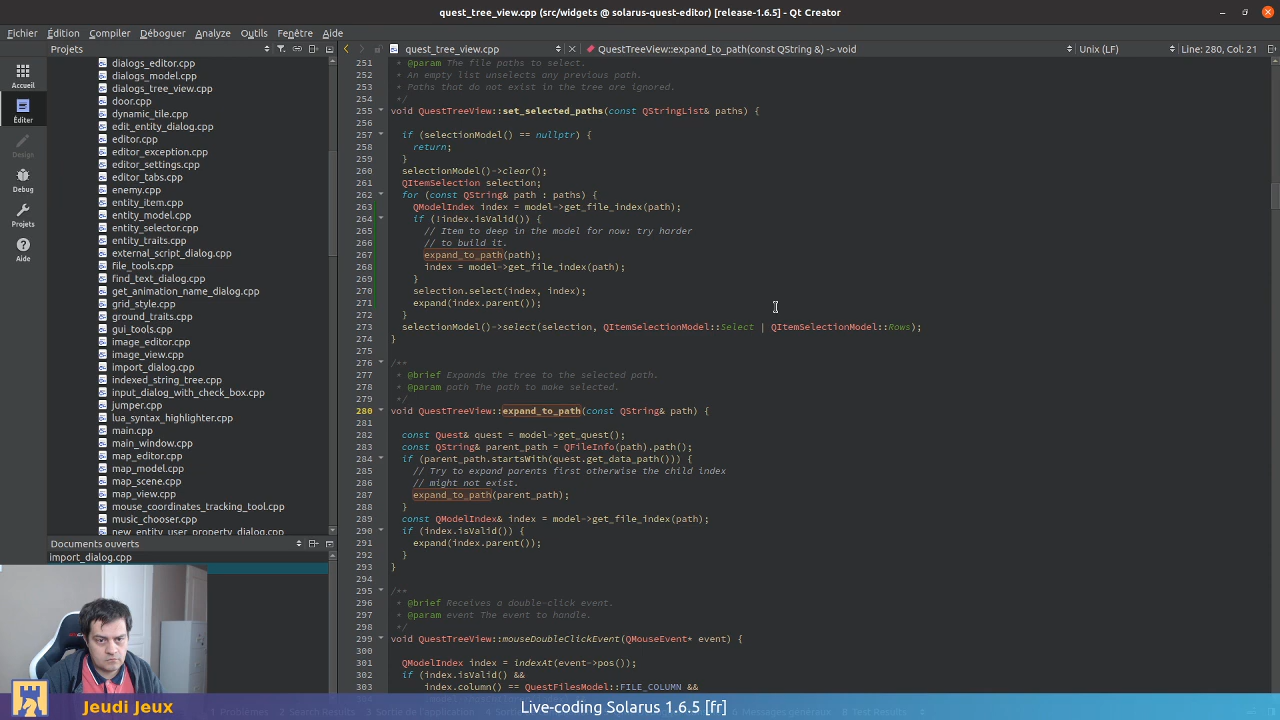 quest_tree_view.cpp (src/widgets @ solarus-quest-editor) [release-1.6.5] - Qt Creator
Fichier Édition Compiler Déboguer Analyze Outils Fenêtre Aide
Projets
quest_tree_view.cpp
QuestTreeView::expand_to_path(const QString &) -> void
Unix (LF)
Line: 280, Col: 21
Accueil
Éditer
Design
Debug
Projets
Aide
dialogs_editor.cpp
dialogs_model.cpp
dialogs_tree_view.cpp
door.cpp
dynamic_tile.cpp
edit_entity_dialog.cpp
editor.cpp
editor_exception.cpp
editor_settings.cpp
editor_tabs.cpp
enemy.cpp
entity_item.cpp
entity_model.cpp
entity_selector.cpp
entity_traits.cpp
external_script_dialog.cpp
file_tools.cpp
find_text_dialog.cpp
get_animation_name_dialog.cpp
grid_style.cpp
ground_traits.cpp
gui_tools.cpp
image_editor.cpp
image_view.cpp
import_dialog.cpp
indexed_string_tree.cpp
input_dialog_with_check_box.cpp
jumper.cpp
lua_syntax_highlighter.cpp
main.cpp
main_window.cpp
map_editor.cpp
map_model.cpp
map_scene.cpp
map_view.cpp
mouse_coordinates_tracking_tool.cpp
music_chooser.cpp
new_entity_user_property_dialog.cpp
Documents ouverts
import_dialog.cpp
251 * @param The file paths to select.
252 * An empty list unselects any previous path.
253 * Paths that do not exist in the tree are ignored.
254 */
255 void QuestTreeView::set_selected_paths(const QStringList& paths) {
256
257 if (selectionModel() == nullptr) {
258 return;
259 }
260 selectionModel()->clear();
261 QItemSelection selection;
262 for (const QString& path : paths) {
263 QModelIndex index = model->get_file_index(path);
264 if (!index.isValid()) {
265 // Item to deep in the model for now: try harder
266 // to build it.
267 expand_to_path(path);
268 index = model->get_file_index(path);
269 }
270 selection.select(index, index);
271 expand(index.parent());
272 }
273 selectionModel()->select(selection, QItemSelectionModel::Select | QItemSelectionModel::Rows);
274 }
275
276 /**
277 * @brief Expands the tree to the selected path.
278 * @param path The path to make selected.
279 */
280 void QuestTreeView::expand_to_path(const QString& path) {
281
282 const Quest& quest = model->get_quest();
283 const QString& parent_path = QFileInfo(path).path();
284 if (parent_path.startsWith(quest.get_data_path())) {
285 // Try to expand parents first otherwise the child index
286 // might not exist.
287 expand_to_path(parent_path);
288 }
289 const QModelIndex& index = model->get_file_index(path);
290 if (index.isValid()) {
291 expand(index.parent());
292 }
293 }
294
295 /**
296 * @brief Receives a double-click event.
297 * @param event The event to handle.
298 */
299 void QuestTreeView::mouseDoubleClickEvent(QMouseEvent* event) {
300
301 QModelIndex index = indexAt(event->pos());
302 if (index.isValid() &&
303 index.column() == QuestFilesModel::FILE_COLUMN &&
Jeudi Jeux
Live-coding Solarus 1.6.5 [fr]